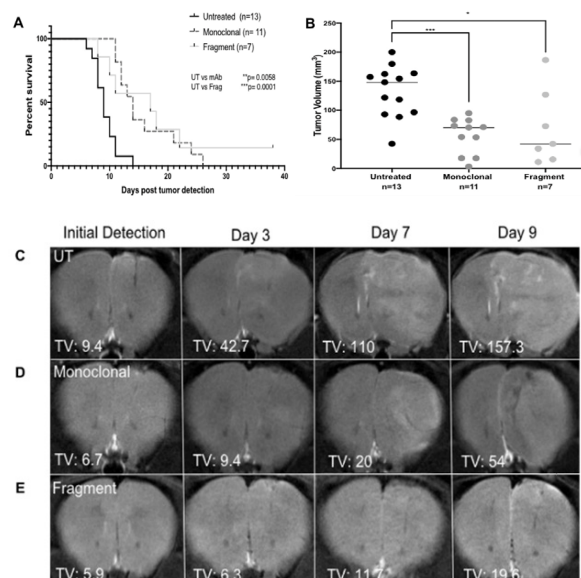 A
Untreated (n=13)
Monoclonal (n= 11)
Fragment (n=7)
UT vs mAb **p= 0.0058
UT vs Frag ***p= 0.0001
Percent survival
100
50
0
0 10 20 30 40
Days post tumor detection
B
*
***
Tumor Volume (mm³)
250
200
150
100
50
0
Untreated Monoclonal Fragment
n=13 n=11 n=7
Initial Detection Day 3 Day 7 Day 9
C
UT
TV: 9.4 TV: 42.7 TV: 110 TV: 157.3
D
Monoclonal
TV: 6.7 TV: 9.4 TV: 20 TV: 54
E
Fragment
TV: 5.9 TV: 6.3 TV: 11.7 TV: 19.6